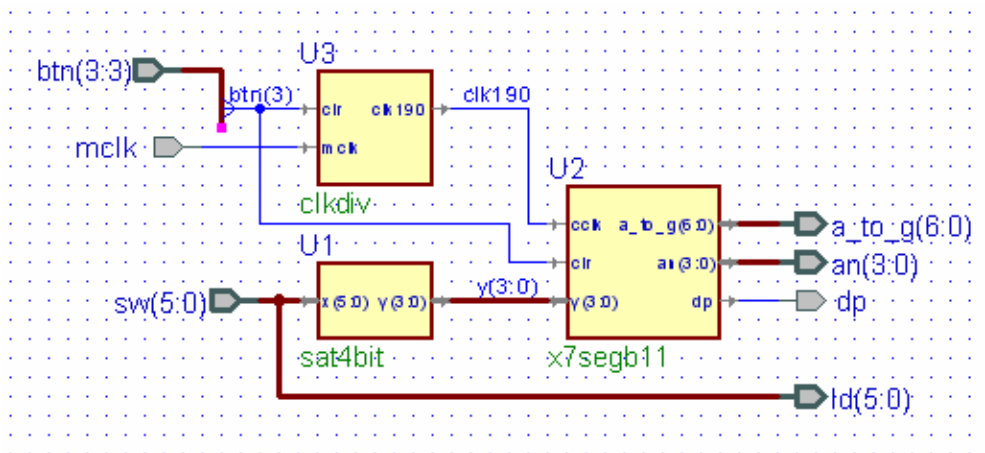 U3
btn(3:3)
btn(3)
clr
clk190
clk190
mclk
mclk
clkdiv
U2
cclk
a_to_g(6:0)
a_to_g(6:0)
clr
an(3:0)
an(3:0)
U1
sw(5:0)
x(5:0)
y(3:0)
y(3:0)
y(3:0)
dp
dp
sat4bit
x7segb11
ld(5:0)